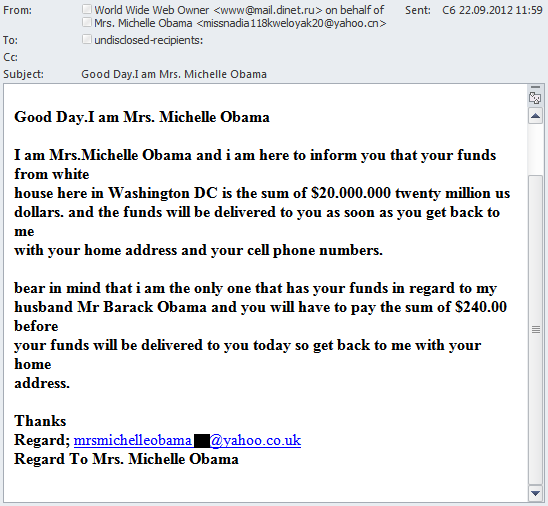 From: World Wide Web Owner <www@mail.dinet.ru> on behalf of Sent: Сб 22.09.2012 11:59
Mrs. Michelle Obama <missnadia118kweloyak20@yahoo.cn>
To: undisclosed-recipients:
Cc:
Subject: Good Day.I am Mrs. Michelle Obama
Good Day.I am Mrs. Michelle Obama
I am Mrs.Michelle Obama and i am here to inform you that your funds
from white
house here in Washington DC is the sum of $20.000.000 twenty million us
dollars. and the funds will be delivered to you as soon as you get back to
me
with your home address and your cell phone numbers.
bear in mind that i am the only one that has your funds in regard to my
husband Mr Barack Obama and you will have to pay the sum of $240.00
before
your funds will be delivered to you today so get back to me with your
home
address.
Thanks
Regard; mrsmichelleobama @yahoo.co.uk
Regard To Mrs. Michelle Obama